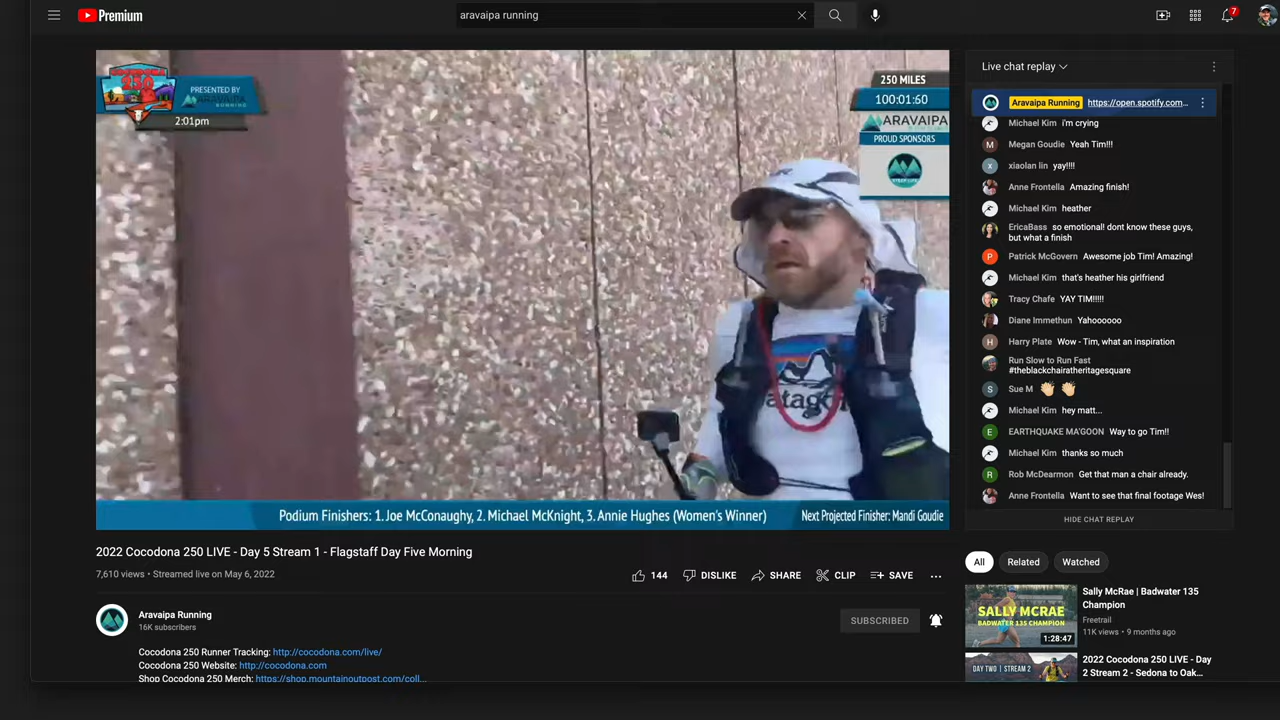 Premium
aravaipa running
7
COCODONA
250
PRESENTED BY
ARAVAIPA
RUNNING
2:01pm
250 MILES
100:01:60
ARAVAIPA
PROUD SPONSORS
patago
Podium Finishers: 1. Joe McConaughy, 2. Michael McKnight, 3. Annie Hughes (Women's Winner)
Next Projected Finisher: Mandi Goudie
2022 Cocodona 250 LIVE - Day 5 Stream 1 - Flagstaff Day Five Morning
7,610 views • Streamed live on May 6, 2022
144
DISLIKE
SHARE
CLIP
SAVE
Aravaipa Running
16K subscribers
SUBSCRIBED
Cocodona 250 Runner Tracking: http://cocodona.com/live/
Cocodona 250 Website: http://cocodona.com
Shop Cocodona 250 Merch: https://shop.mountainoutpost.com/coll...
Live chat replay
Aravaipa Running https://open.spotify.com...
Michael Kim i'm crying
M Megan Goudie Yeah Tim!!!
x xiaolan lin yay!!!!
Anne Frontella Amazing finish!
Michael Kim heather
EricaBass so emotional! dont know these guys,
but what a finish
P Patrick McGovern Awesome job Tim! Amazing!
Michael Kim that's heather his girlfriend
Tracy Chafe YAY TIM!!!!!
Diane Immethun Yahoooooo
H Harry Plate Wow - Tim, what an inspiration
Run Slow to Run Fast
#theblackchairatheritagesquare
S Sue M 👏🏼 👏🏼
Michael Kim hey matt...
E EARTHQUAKE MA'GOON Way to go Tim!!
Michael Kim thanks so much
R Rob McDearmon Get that man a chair already.
Anne Frontella Want to see that final footage Wes!
HIDE CHAT REPLAY
All
Related
Watched
SALLY MCRAE
BADWATER 135
CHAMPION
1:28:47
Sally McRae | Badwater 135
Champion
Freetrail
11K views • 9 months ago
DAY TWO | STREAM 2
2022 Cocodona 250 LIVE - Day
2 Stream 2 - Sedona to Oak...